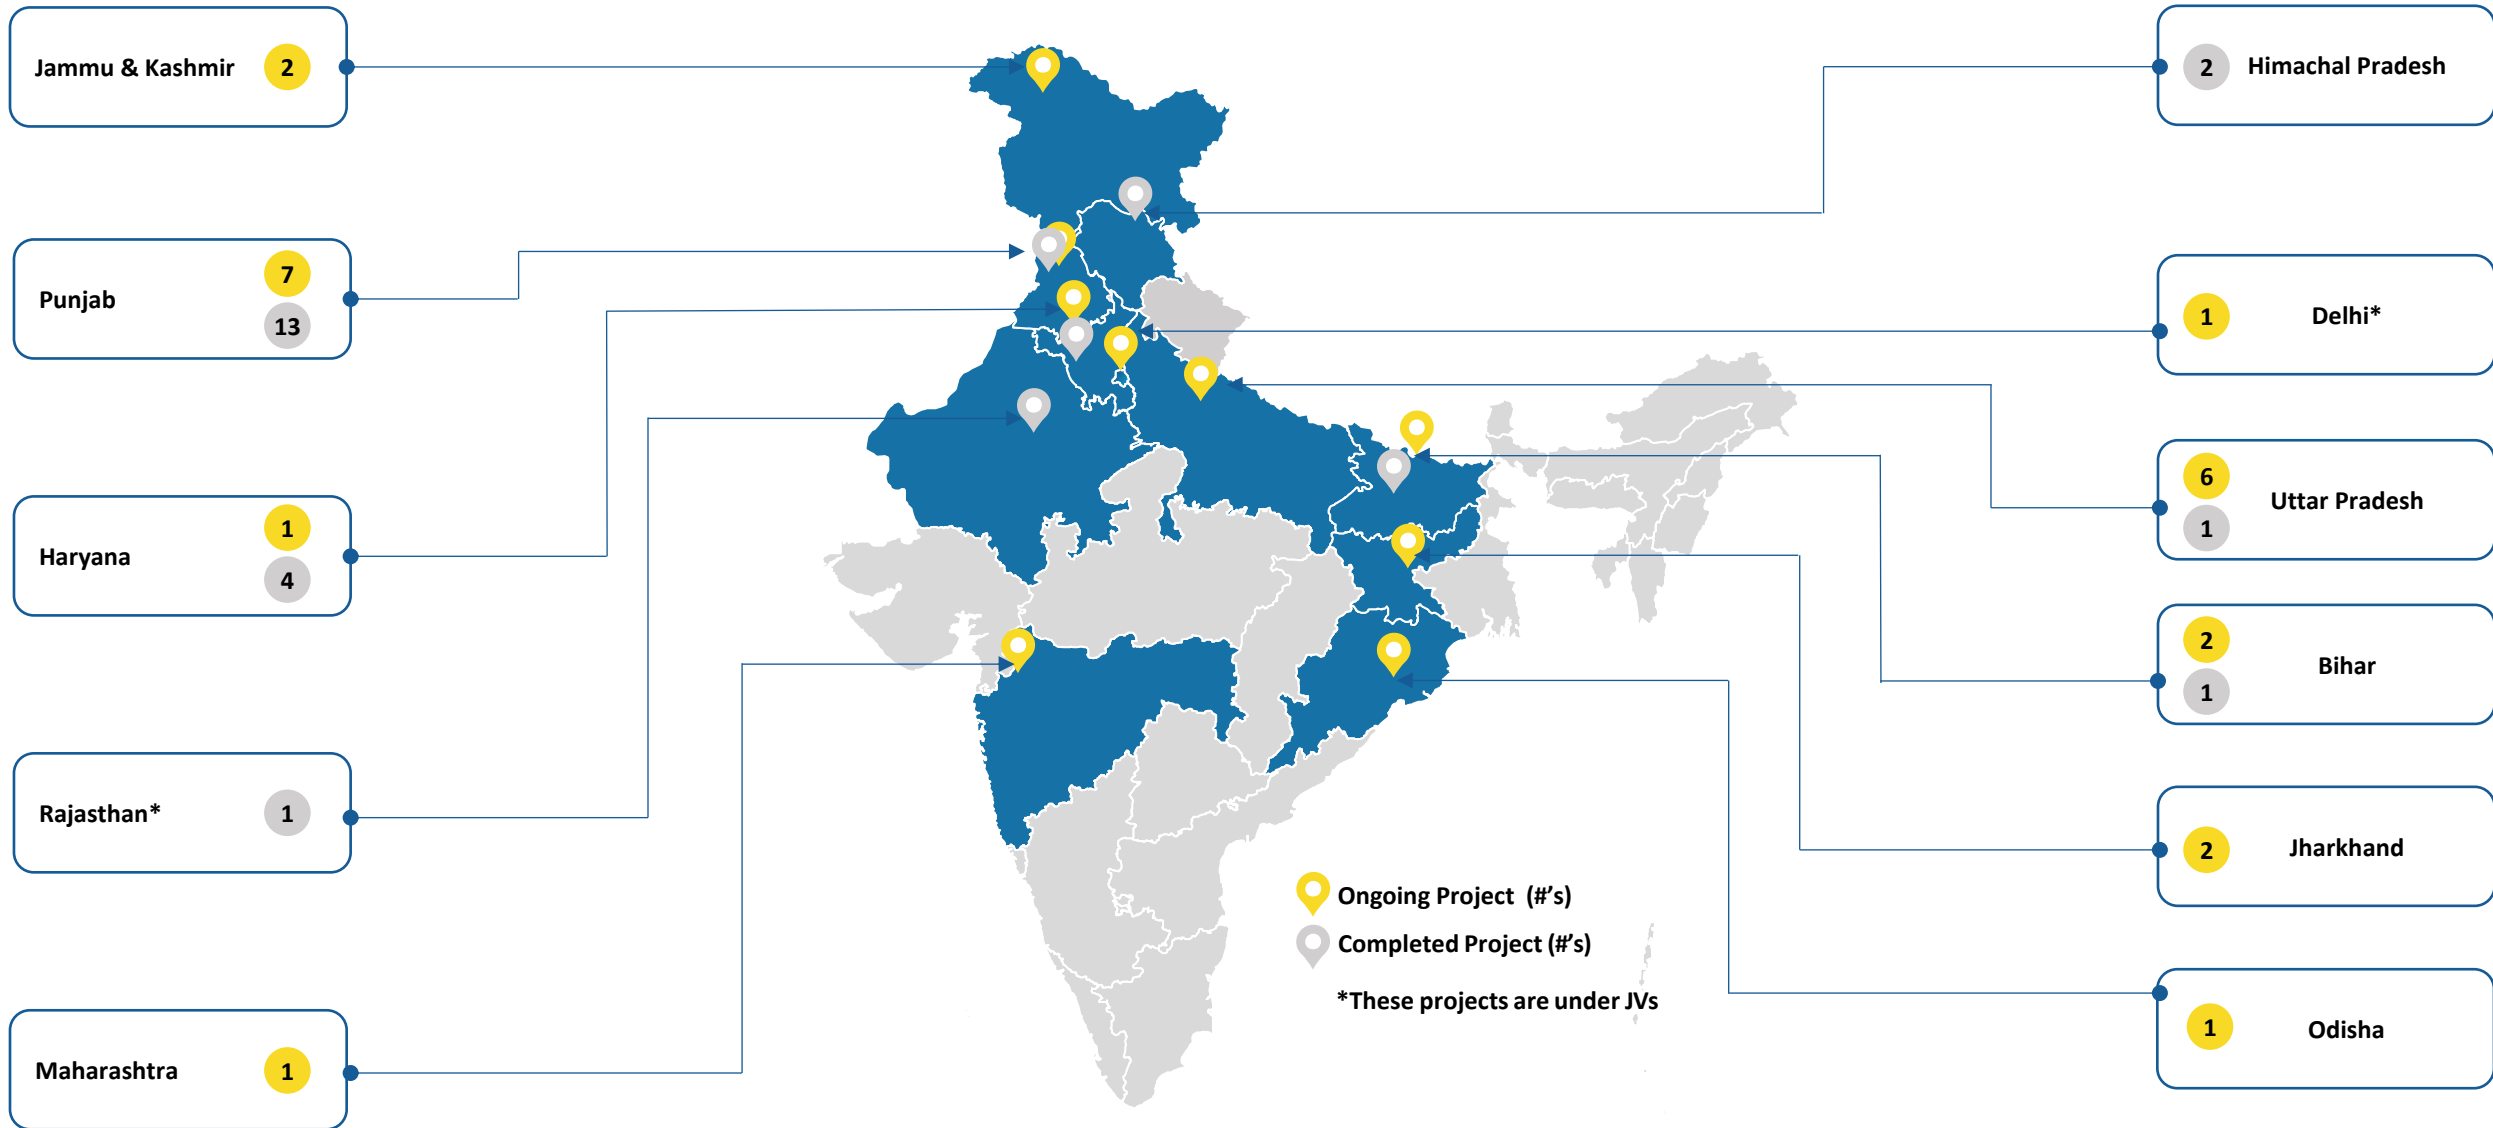 Jammu & Kashmir 2
Punjab
7
13
Haryana
1
4
Rajasthan* 1
Maharashtra 1
2 Himachal Pradesh
1 Delhi*
6
1
Uttar Pradesh
2
1
Bihar
2 Jharkhand
1 Odisha
Ongoing Project (#'s)
Completed Project (#'s)
*These projects are under JVs